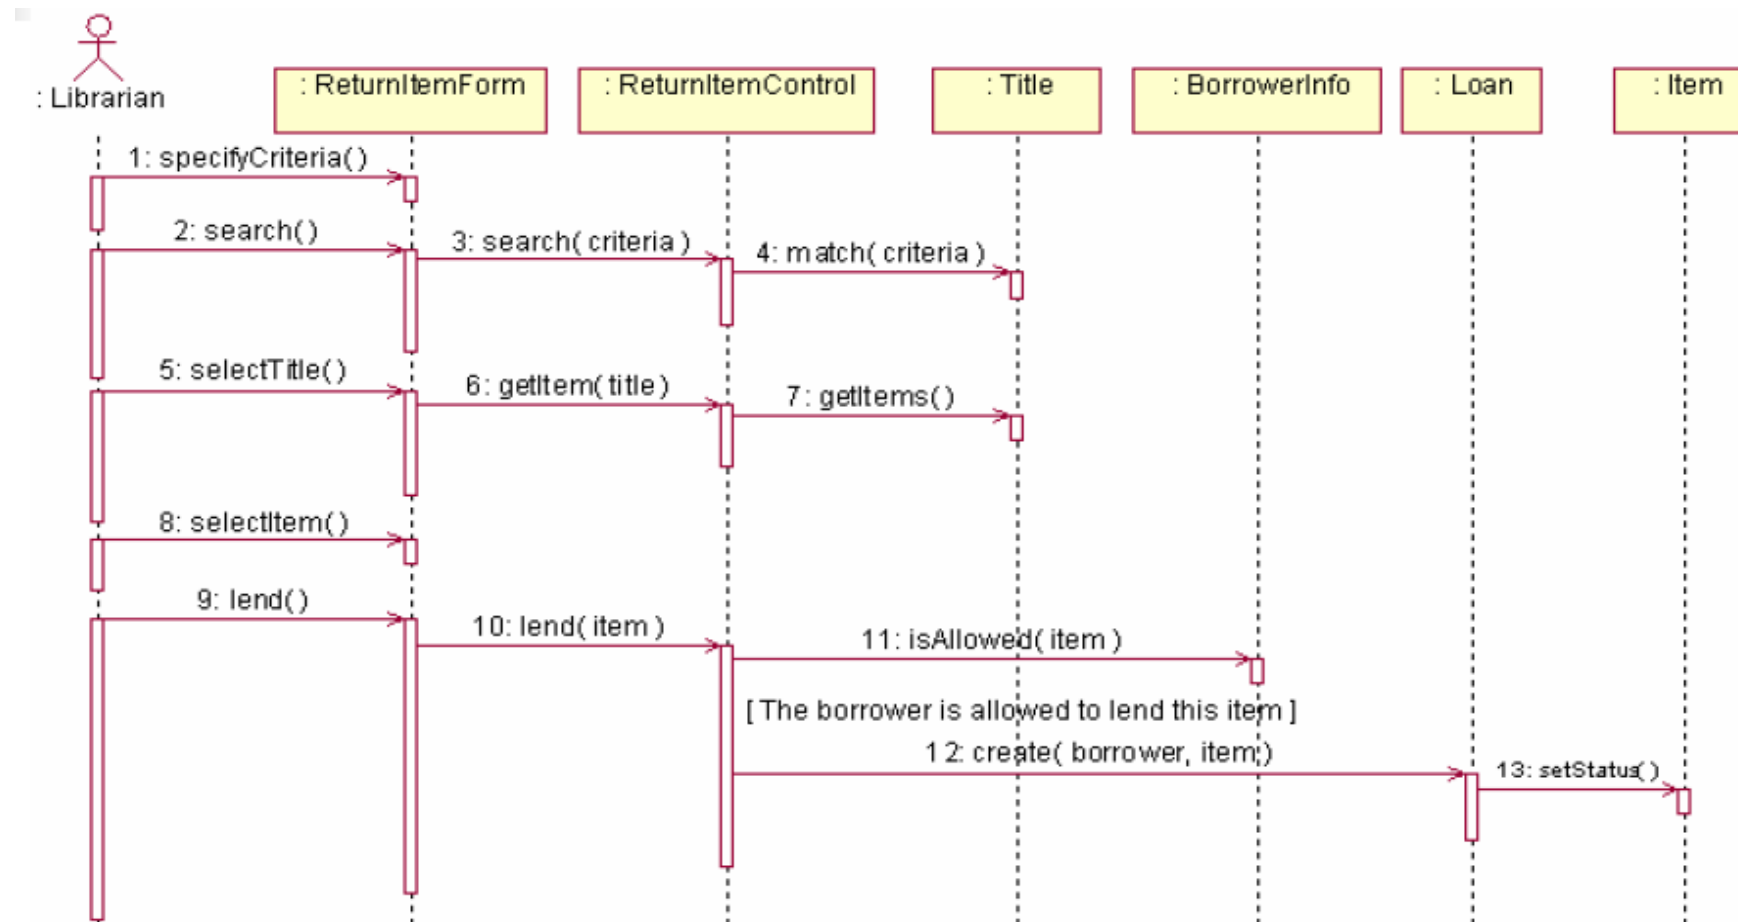 : Librarian
: ReturnItemForm
: ReturnItemControl
: Title
: BorrowerInfo
: Loan
: Item
1: specifyCriteria()
2: search()
3: search( criteria )
4: match( criteria )
5: selectTitle()
6: getItem( title )
7: getItems()
8: selectItem()
9: lend()
10: lend( item )
11: isAllowed( item )
[ The borrower is allowed to lend this item ]
12: create( borrower, item; )
13: setStatus( )